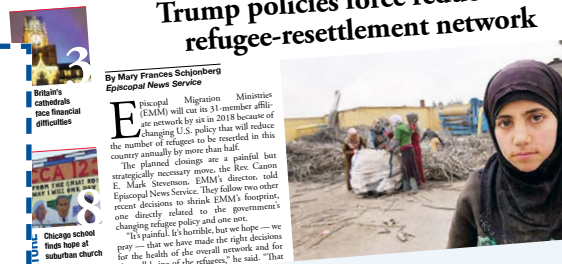 Trump policies force
refugee-resettlement network
3
Britain's
cathedrals
face financial
difficulties
8
Chicago school
finds hope at
suburban church
By Mary Frances Schjonberg
Episcopal News Service
Episcopal Migration Ministries
(EMM) will cut its 31-member affili-
ate network by six in 2018 because of
changing U.S. policy that will reduce
the number of refugees to be resettled in this
country annually by more than half.
The planned closings are a painful but
strategically necessary move, the Rev. Canon
E. Mark Stevenson, EMM's director, told
Episcopal News Service. They follow two other
recent decisions to shrink EMM's footprint,
one directly related to the government's
changing refugee policy and one not.
"It's painful. It's horrible, but we hope — we
pray — that we have made the right decisions
for the health of the overall network and for
of the refugees," he said. "That